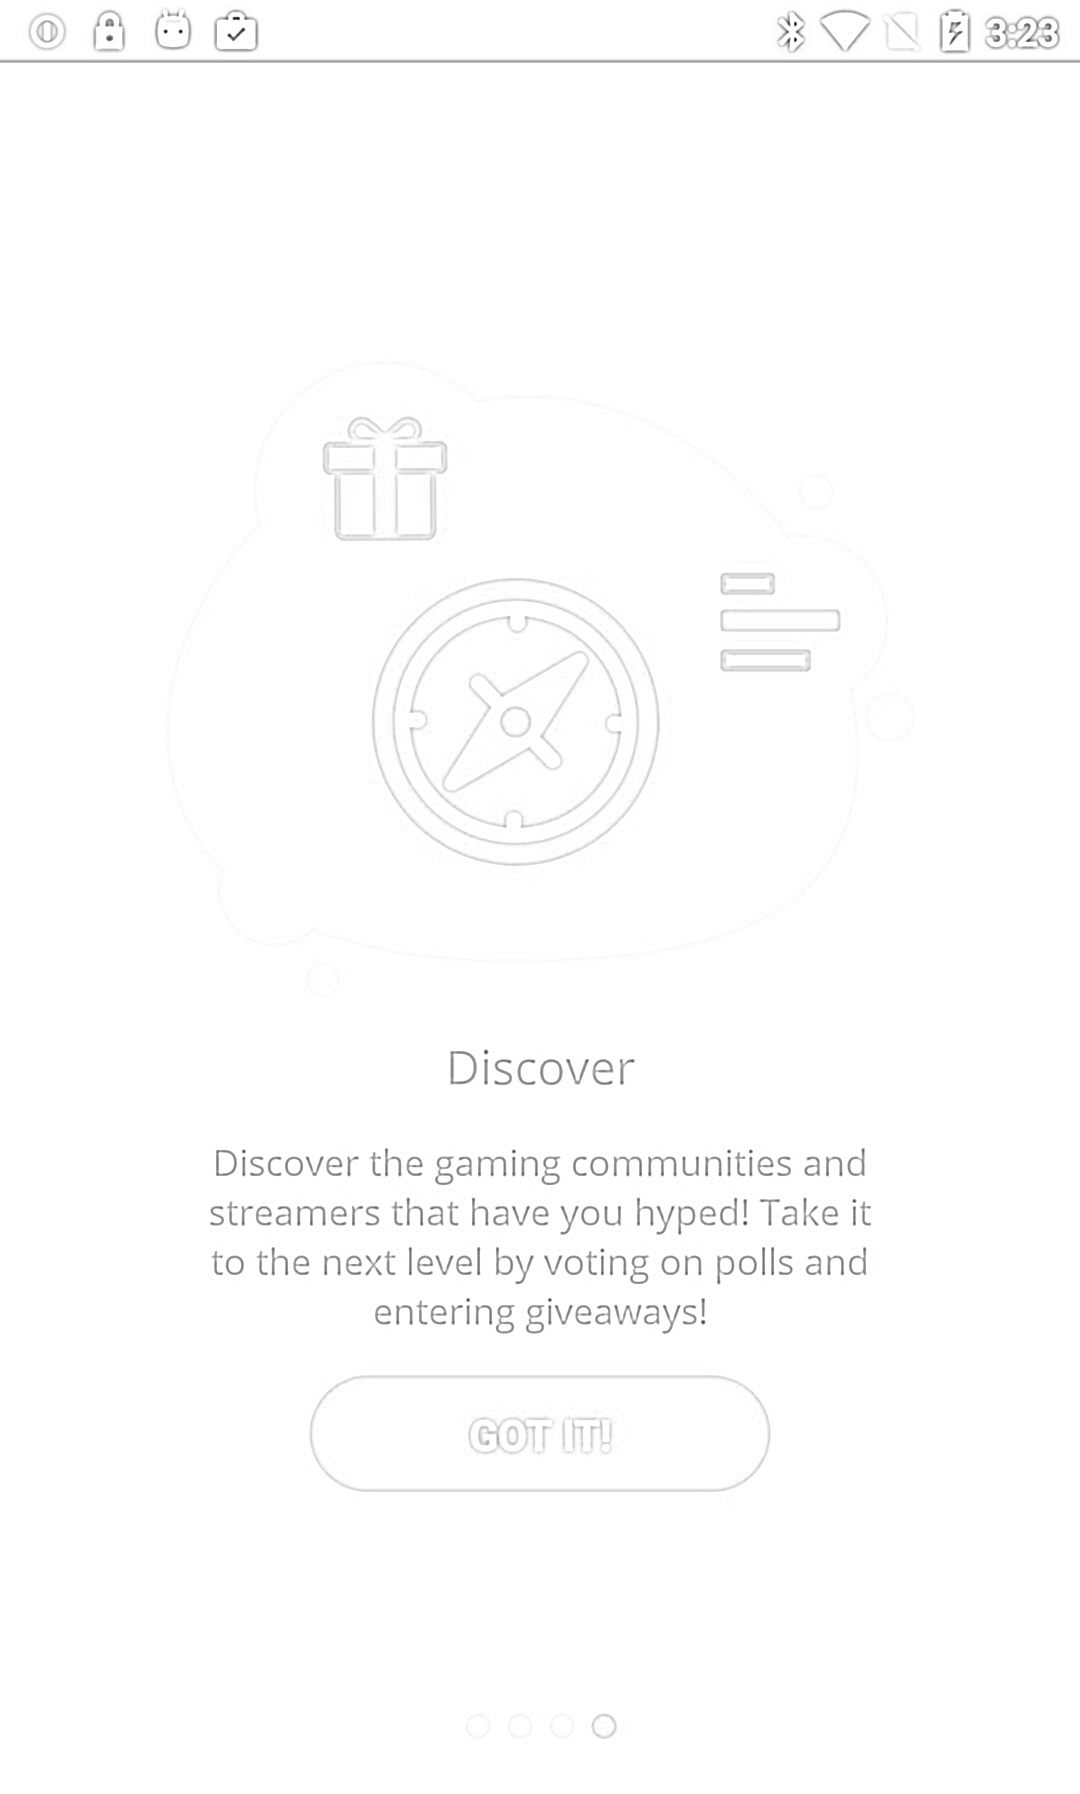 3:23
Discover
Discover the gaming communities and
streamers that have you hyped! Take it
to the next level by voting on polls and
entering giveaways!
GOT IT!